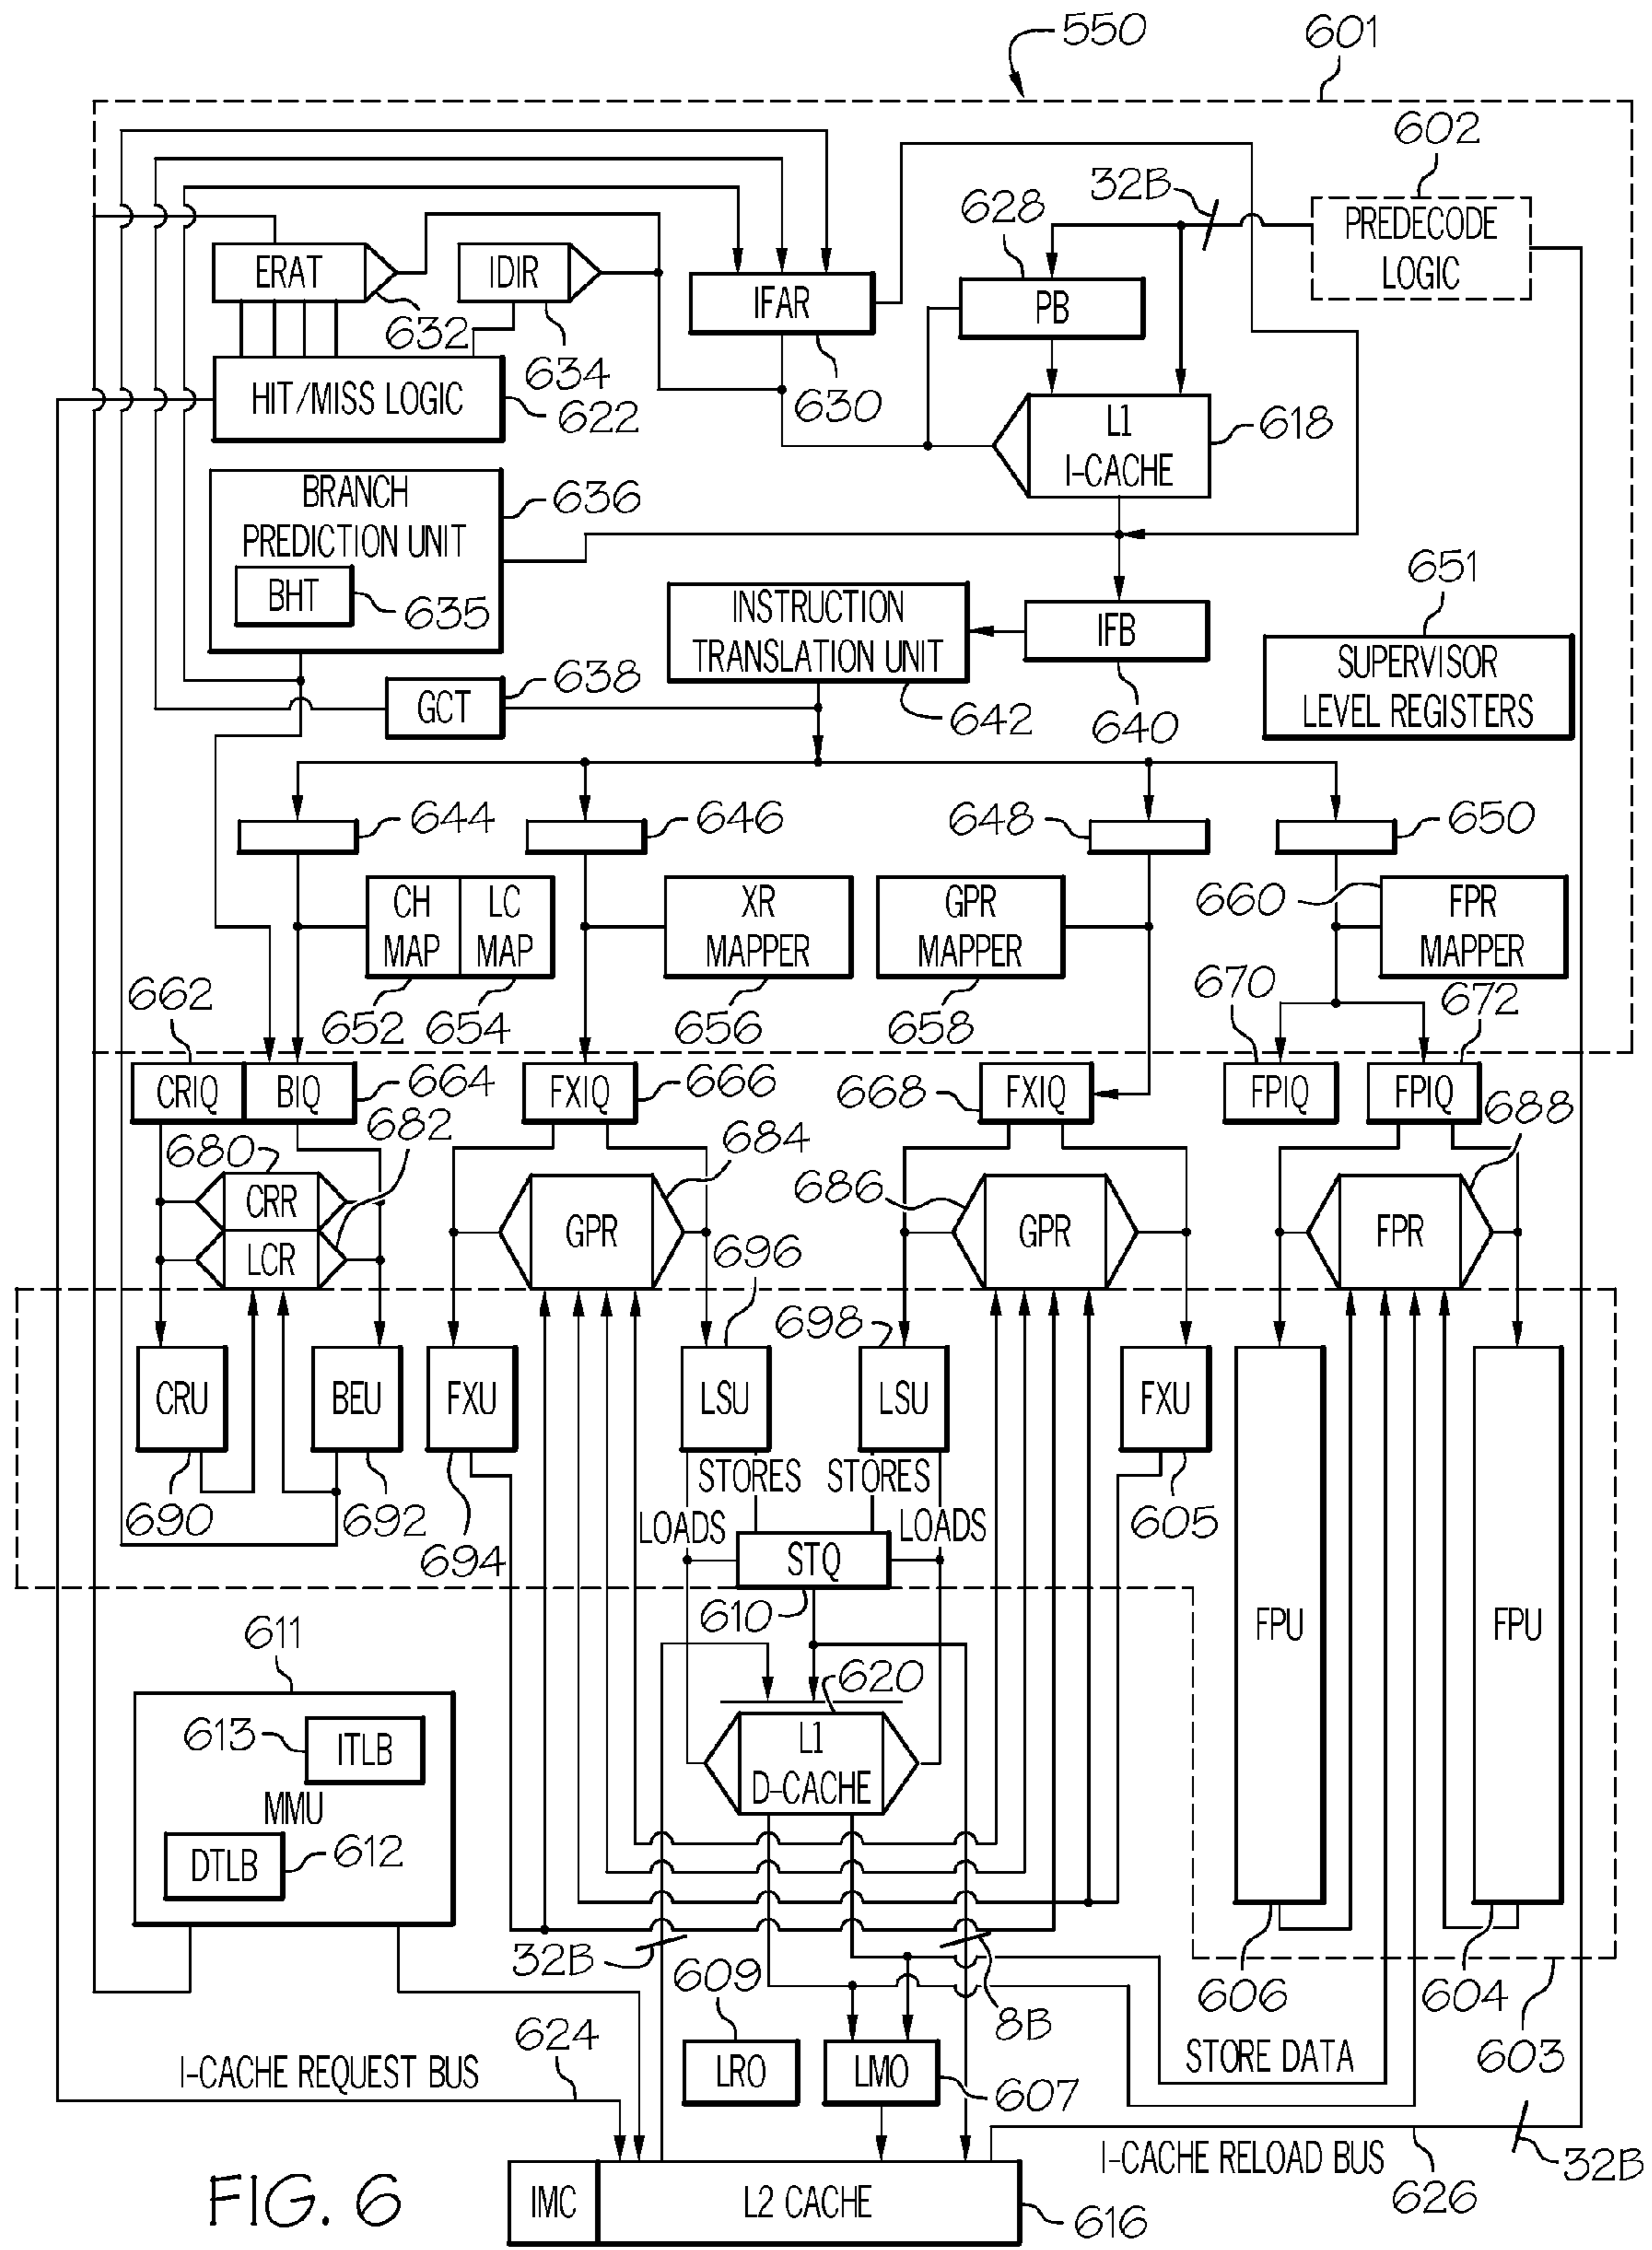 550
601
602
32B
628
PREDECODE
LOGIC
ERAT
IDIR
IFAR
PB
632
634
630
HIT/MISS LOGIC
622
L1
I-CACHE
618
BRANCH
PREDICTION UNIT
636
BHT
635
INSTRUCTION
TRANSLATION UNIT
IFB
651
SUPERVISOR
LEVEL REGISTERS
638
GCT
642
640
644
646
648
650
CH
MAP
LC
MAP
XR
MAPPER
GPR
MAPPER
660
FPR
MAPPER
662
652
654
656
658
670
672
CRIQ
BIQ
664
FXIQ
666
668
FXIQ
FPIQ
FPIQ
688
682
680
684
CRR
LCR
GPR
686
GPR
FPR
696
698
CRU
BEU
FXU
LSU
LSU
FXU
STORES
STORES
690
692
694
LOADS
LOADS
605
STQ
610
FPU
FPU
611
613
ITLB
MMU
DTLB
612
620
L1
D-CACHE
32B
609
8B
606
604
603
STORE DATA
624
I-CACHE REQUEST BUS
LRO
LMO
607
I-CACHE RELOAD BUS
626
32B
FIG. 6
IMC
L2 CACHE
616